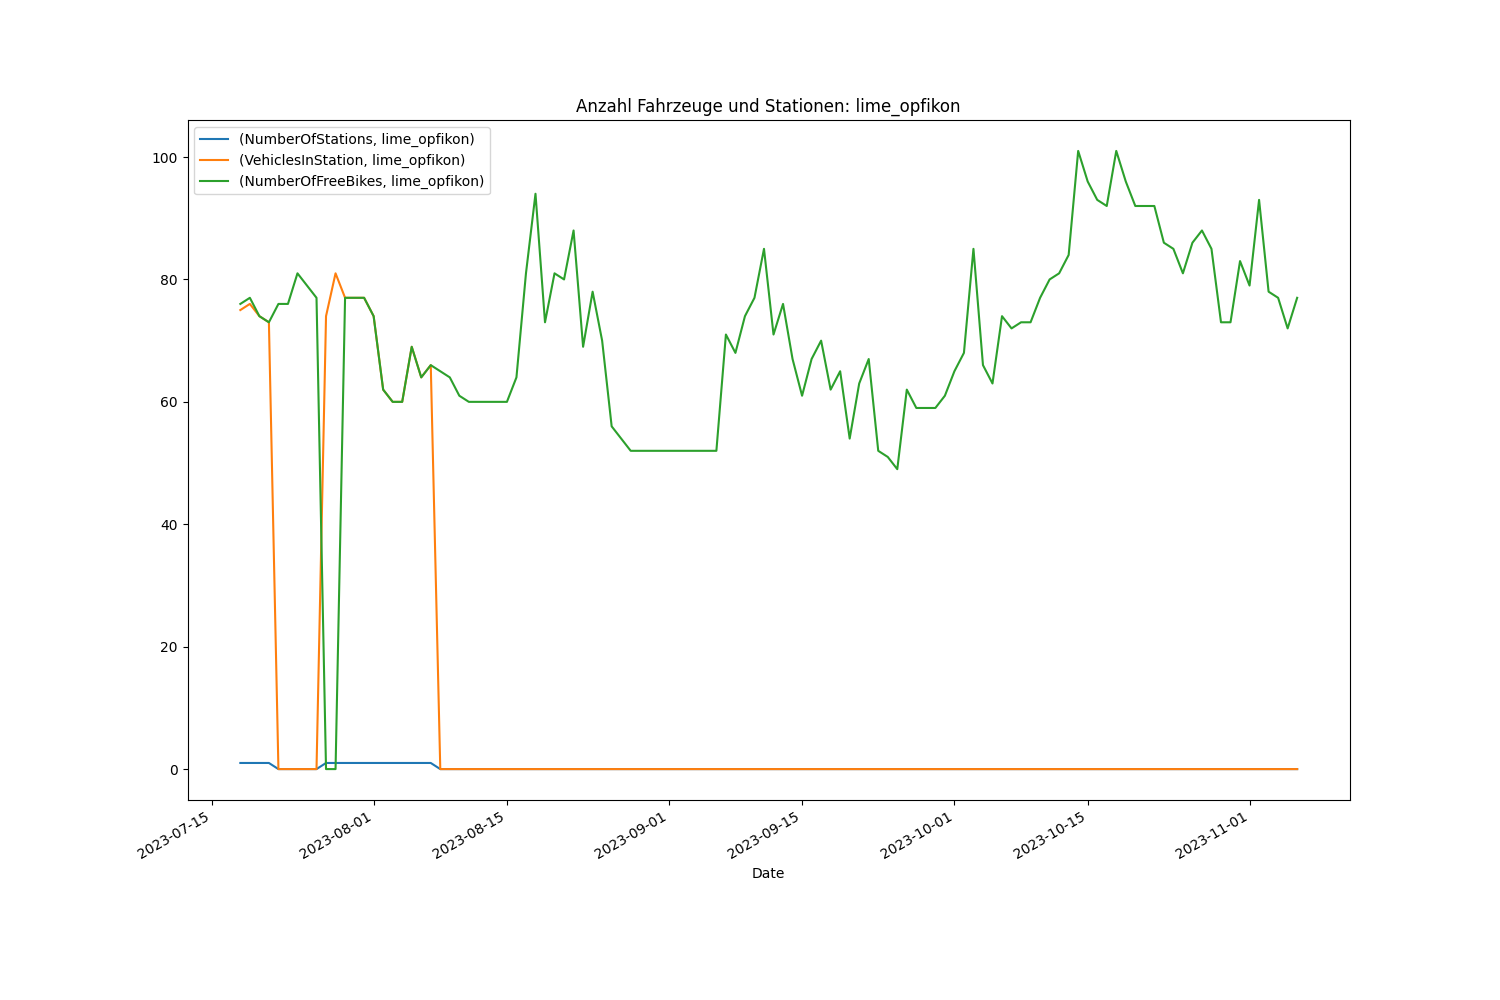 Anzahl Fahrzeuge und Stationen: lime_opfikon
(NumberOfStations, lime_opfikon)
(VehiclesInStation, lime_opfikon)
(NumberOfFreeBikes, lime_opfikon)
100
80
60
40
20
0
2023-07-15
2023-08-01
2023-08-15
2023-09-01
2023-09-15
2023-10-01
2023-10-15
2023-11-01
Date